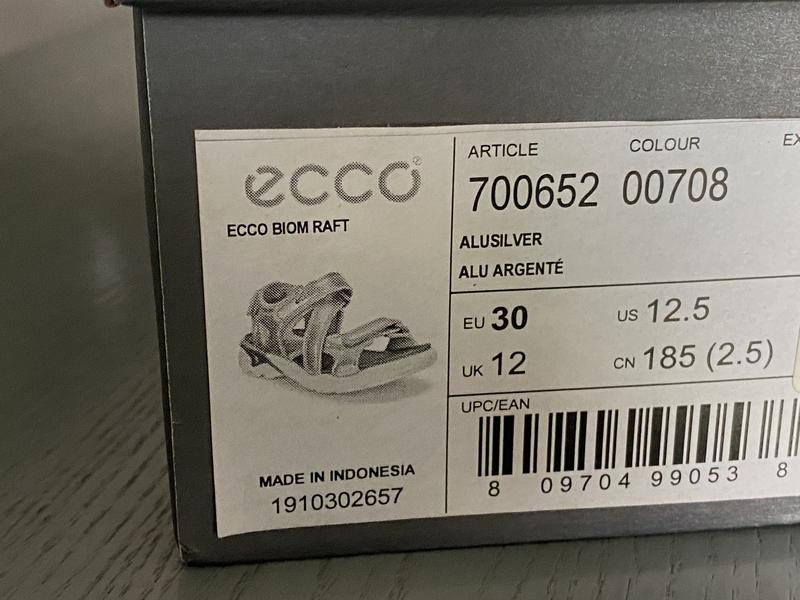 ecco®
ECCO BIOM RAFT
MADE IN INDONESIA
1910302657
ARTICLE COLOUR EX
700652 00708
ALUSILVER
ALU ARGENTÉ
EU 30 US 12.5
UK 12 CN 185 (2.5)
UPC/EAN
8 09704 99053 8